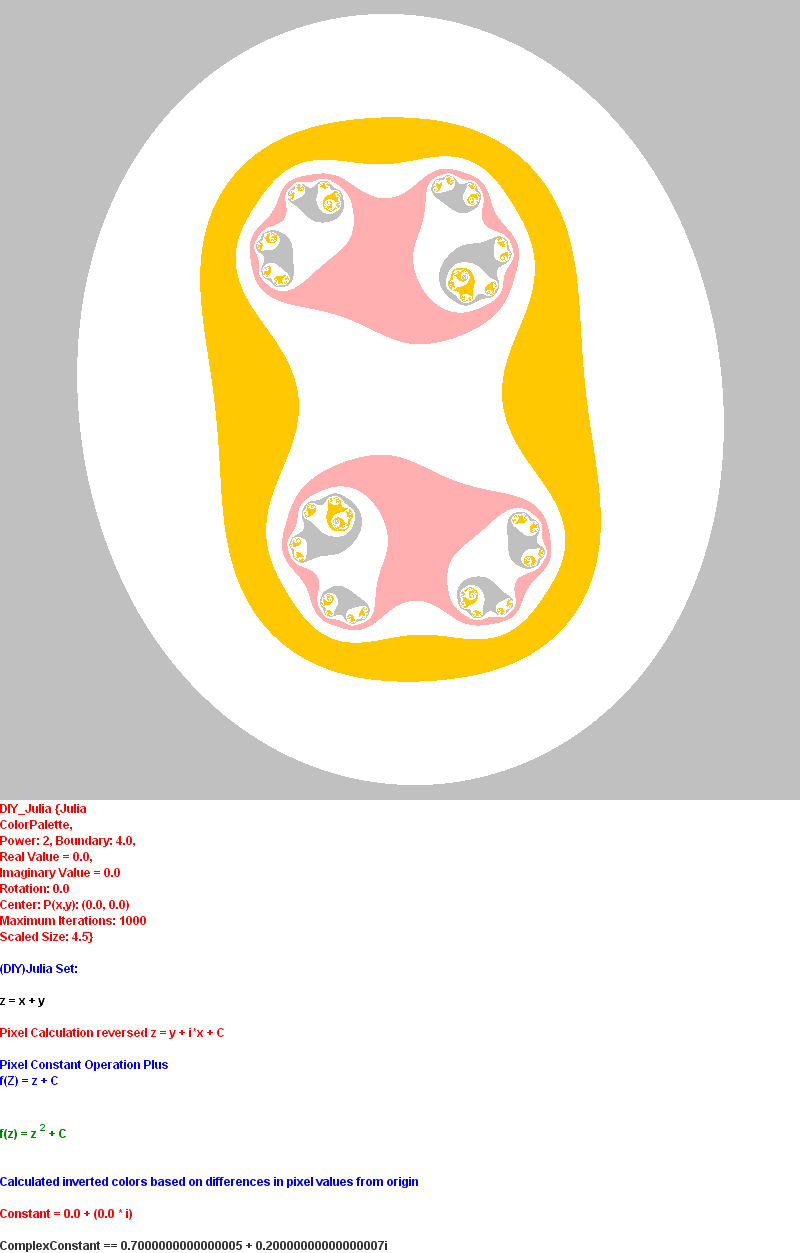 DIY_Julia {Julia
ColorPalette,
Power: 2, Boundary: 4.0,
Real Value = 0.0,
Imaginary Value = 0.0
Rotation: 0.0
Center: P(x,y): (0.0, 0.0)
Maximum Iterations: 1000
Scaled Size: 4.5}
(DIY)Julia Set:
z = x + y
Pixel Calculation reversed z = y + i*x + C
Pixel Constant Operation Plus
f(Z) = z + C
f(z) = z 2 + C
Calculated inverted colors based on differences in pixel values from origin
Constant = 0.0 + (0.0 * i)
ComplexConstant == 0.7000000000000005 + 0.20000000000000007i